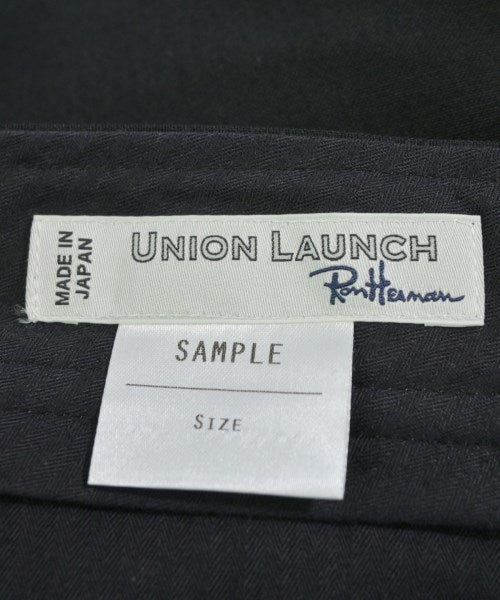 MADE IN
JAPAN
UNION LAUNCH
Ron Herman
SAMPLE
SIZE